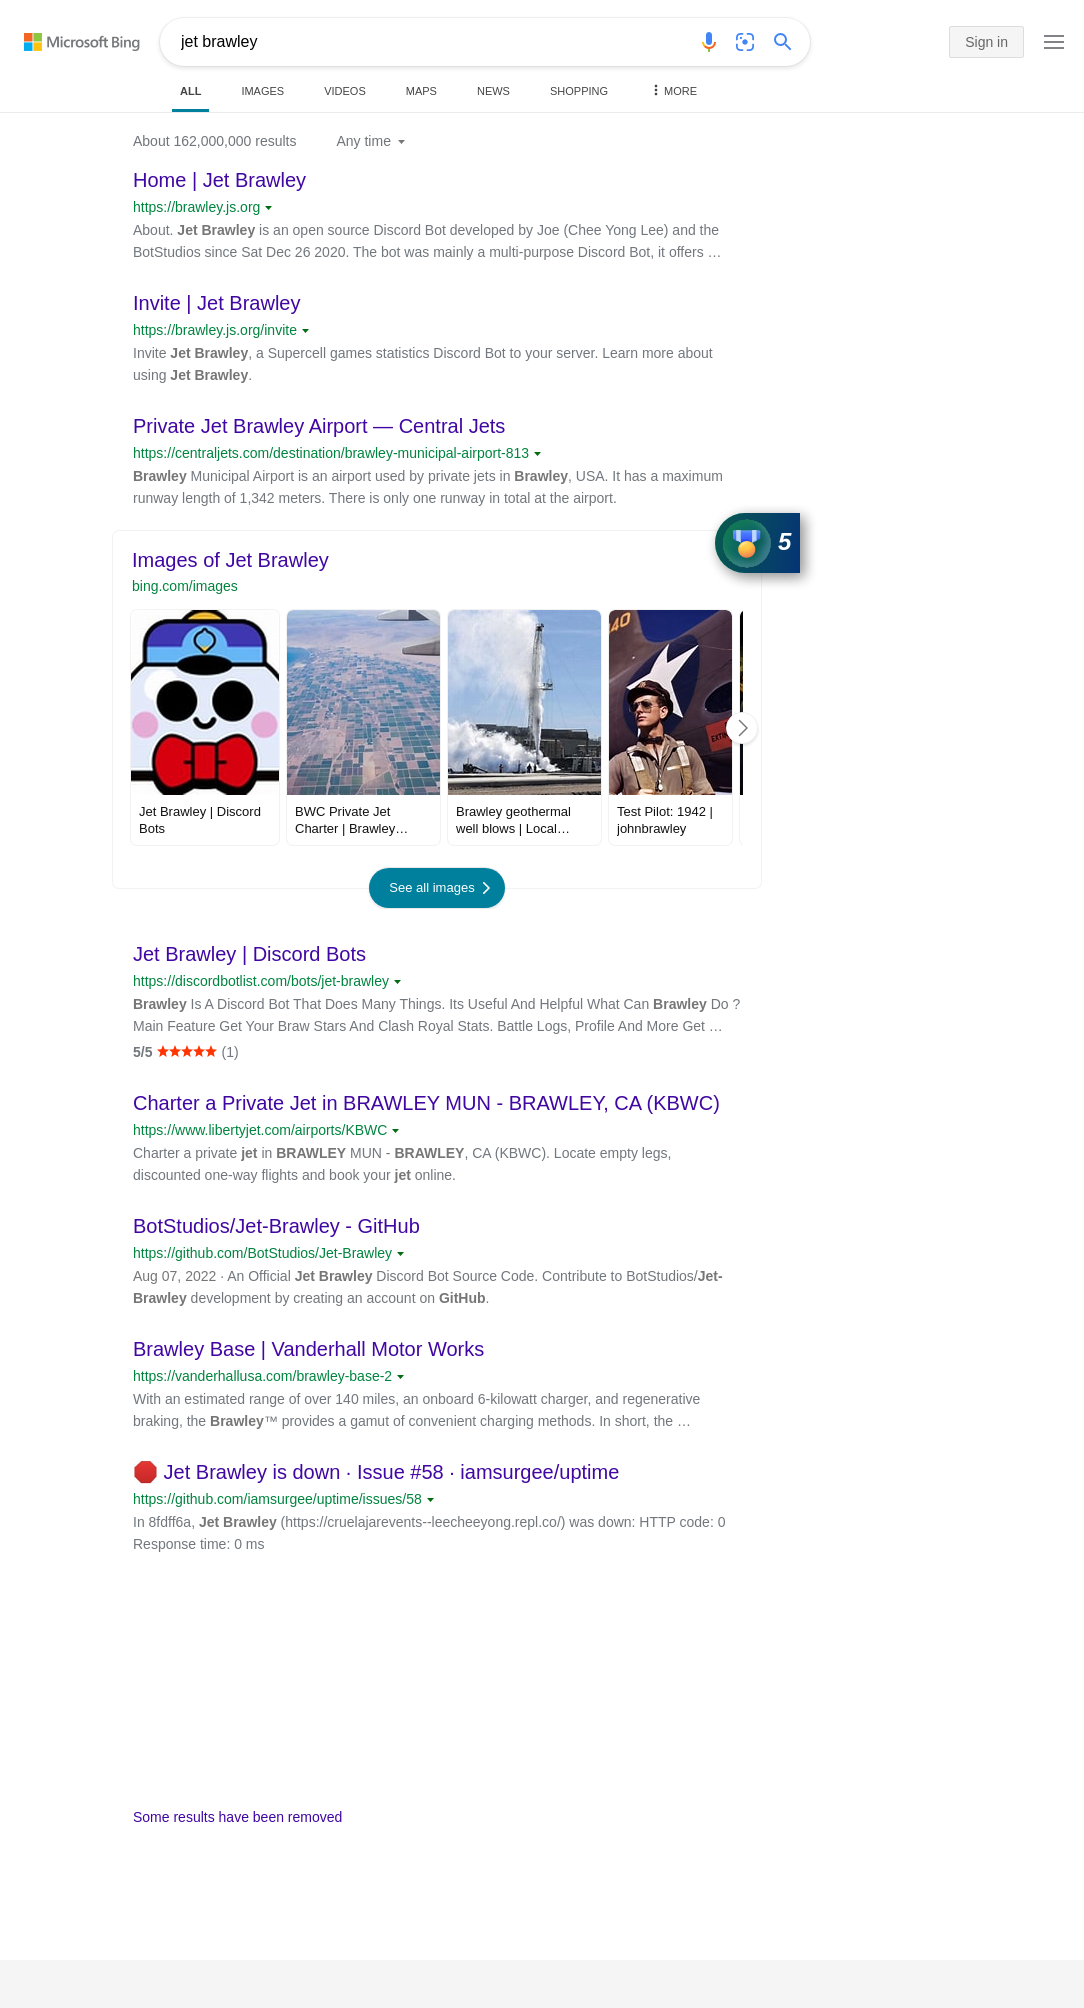 Microsoft Bing
jet brawley
Sign in
ALL IMAGES VIDEOS MAPS NEWS SHOPPING MORE
About 162,000,000 results Any time
Home | Jet Brawley
https://brawley.js.org
About. Jet Brawley is an open source Discord Bot developed by Joe (Chee Yong Lee) and the
BotStudios since Sat Dec 26 2020. The bot was mainly a multi-purpose Discord Bot, it offers …
Invite | Jet Brawley
https://brawley.js.org/invite
Invite Jet Brawley, a Supercell games statistics Discord Bot to your server. Learn more about
using Jet Brawley.
Private Jet Brawley Airport — Central Jets
https://centraljets.com/destination/brawley-municipal-airport-813
Brawley Municipal Airport is an airport used by private jets in Brawley, USA. It has a maximum
runway length of 1,342 meters. There is only one runway in total at the airport.
5
Images of Jet Brawley
bing.com/images
40
EXTIN
Jet Brawley | Discord
Bots
BWC Private Jet
Charter | Brawley…
Brawley geothermal
well blows | Local…
Test Pilot: 1942 |
johnbrawley
See all images
Jet Brawley | Discord Bots
https://discordbotlist.com/bots/jet-brawley
Brawley Is A Discord Bot That Does Many Things. Its Useful And Helpful What Can Brawley Do ?
Main Feature Get Your Braw Stars And Clash Royal Stats. Battle Logs, Profile And More Get …
5/5 ★★★★★ (1)
Charter a Private Jet in BRAWLEY MUN - BRAWLEY, CA (KBWC)
https://www.libertyjet.com/airports/KBWC
Charter a private jet in BRAWLEY MUN - BRAWLEY, CA (KBWC). Locate empty legs,
discounted one-way flights and book your jet online.
BotStudios/Jet-Brawley - GitHub
https://github.com/BotStudios/Jet-Brawley
Aug 07, 2022 · An Official Jet Brawley Discord Bot Source Code. Contribute to BotStudios/Jet-
Brawley development by creating an account on GitHub.
Brawley Base | Vanderhall Motor Works
https://vanderhallusa.com/brawley-base-2
With an estimated range of over 140 miles, an onboard 6-kilowatt charger, and regenerative
braking, the Brawley™ provides a gamut of convenient charging methods. In short, the …
🛑 Jet Brawley is down · Issue #58 · iamsurgee/uptime
https://github.com/iamsurgee/uptime/issues/58
In 8fdff6a, Jet Brawley (https://cruelajarevents--leecheeyong.repl.co/) was down: HTTP code: 0
Response time: 0 ms
Some results have been removed